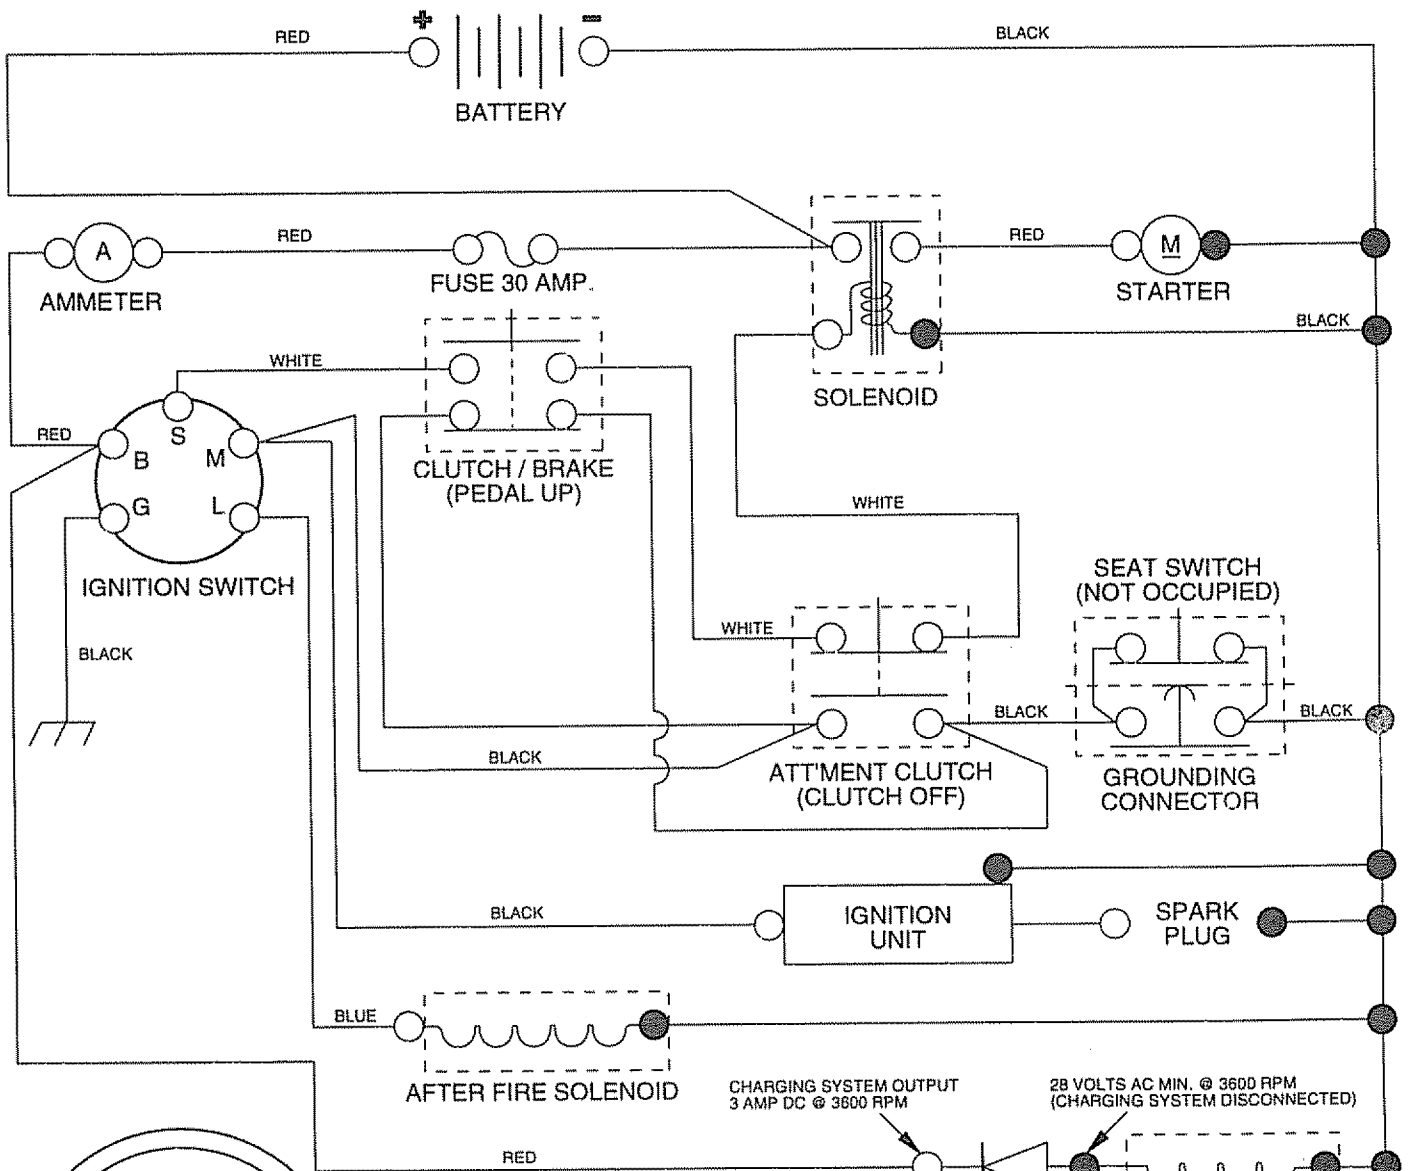 +
−
RED
BLACK
BATTERY
A
RED
RED
M
AMMETER
FUSE 30 AMP.
STARTER
BLACK
WHITE
SOLENOID
RED
S
B
M
G
L
CLUTCH / BRAKE
(PEDAL UP)
WHITE
IGNITION SWITCH
SEAT SWITCH
(NOT OCCUPIED)
WHITE
BLACK
BLACK
BLACK
BLACK
ATT'MENT CLUTCH
(CLUTCH OFF)
GROUNDING
CONNECTOR
BLACK
IGNITION
UNIT
SPARK
PLUG
BLUE
AFTER FIRE SOLENOID
CHARGING SYSTEM OUTPUT
3 AMP DC @ 3600 RPM
28 VOLTS AC MIN. @ 3600 RPM
(CHARGING SYSTEM DISCONNECTED)
RED